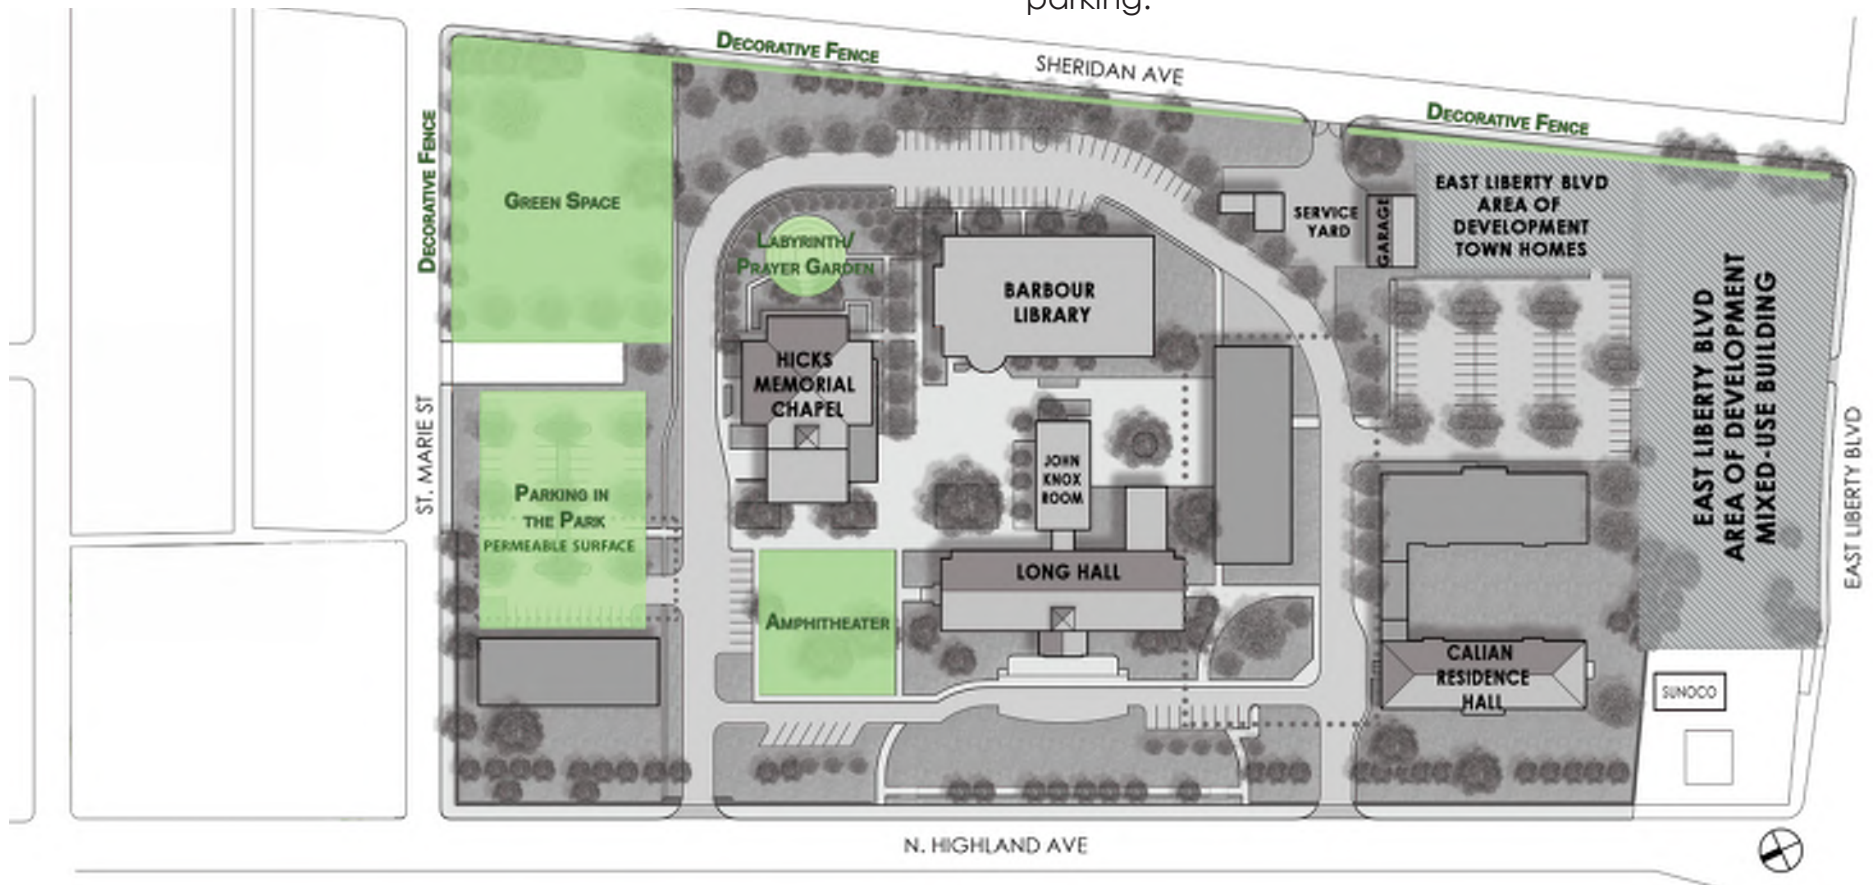 parking.
DECORATIVE FENCE
SHERIDAN AVE
DECORATIVE FENCE
DECORATIVE FENCE
GREEN SPACE
LABYRINTH/
PRAYER GARDEN
BARBOUR
LIBRARY
SERVICE
YARD
GARAGE
EAST LIBERTY BLVD
AREA OF
DEVELOPMENT
TOWN HOMES
EAST LIBERTY BLVD
AREA OF DEVELOPMENT
MIXED-USE BUILDING
HICKS
MEMORIAL
CHAPEL
ST. MARIE ST
JOHN
KNOX
ROOM
EAST LIBERTY BLVD
PARKING IN
THE PARK
PERMEABLE SURFACE
LONG HALL
AMPHITHEATER
CALIAN
RESIDENCE
HALL
SUNOCO
N. HIGHLAND AVE